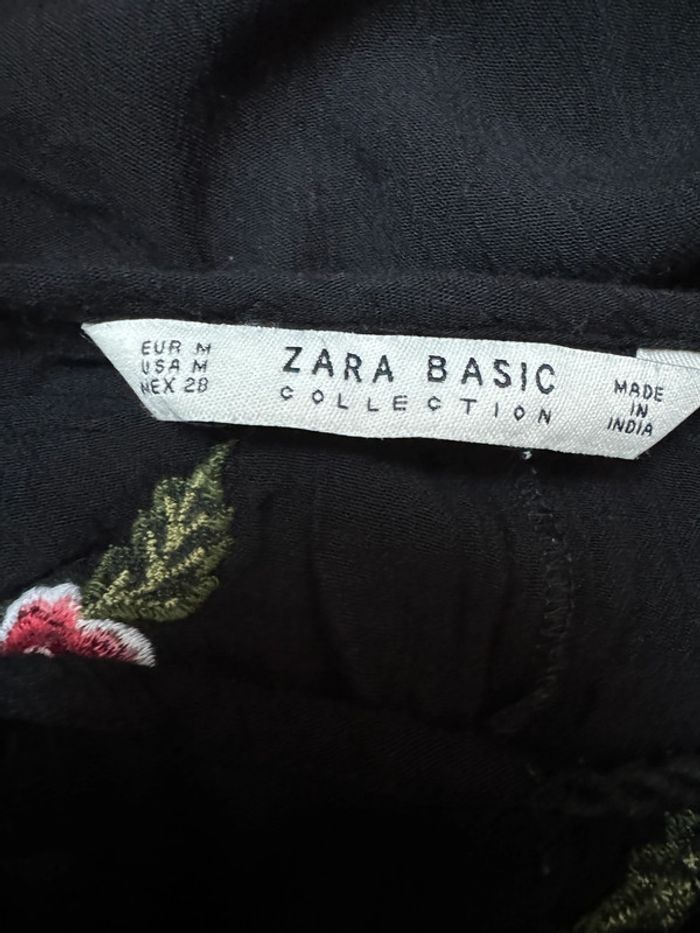 EUR M
USA M
MEX 28
ZARA BASIC
COLLECTION
MADE
IN
INDIA